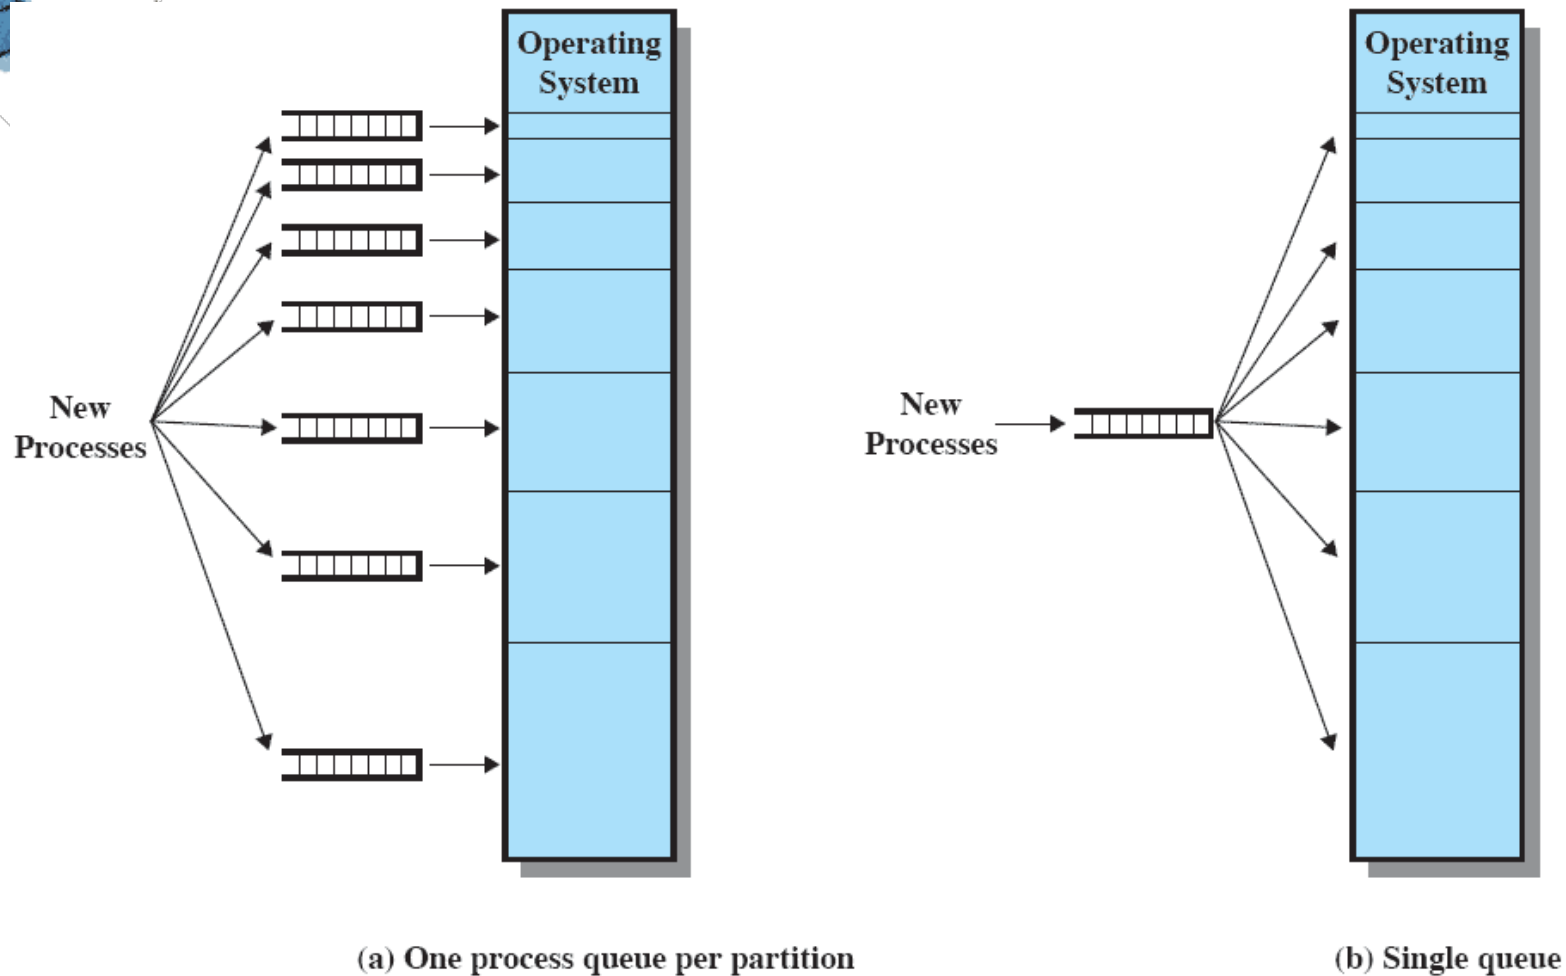 Operating
System
New
Processes
(a) One process queue per partition
Operating
System
New
Processes
(b) Single queue